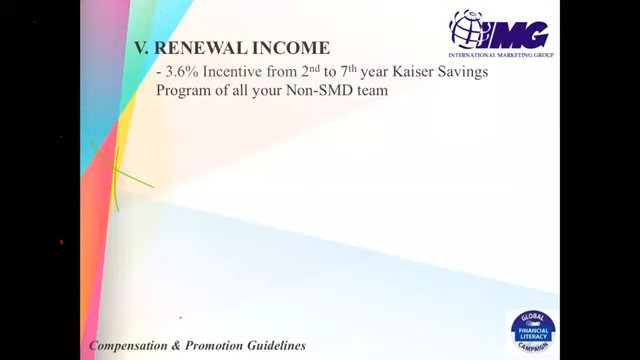 IMG
INTERNATIONAL MARKETING GROUP
V. RENEWAL INCOME
- 3.6% Incentive from 2nd to 7th year Kaiser Savings
Program of all your Non-SMD team
GLOBAL
IMG
FINANCIAL
LITERACY
CAMPAIGN
Compensation & Promotion Guidelines